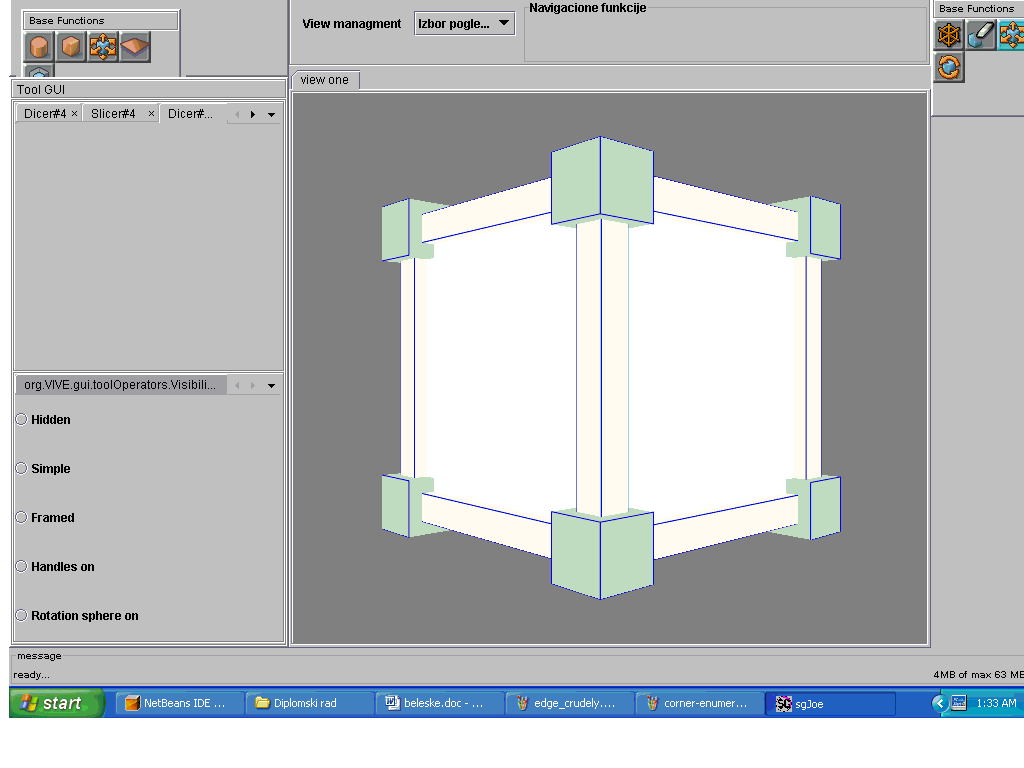 Base Functions
View managment
Izbor pogle...
Navigacione funkcije
Base Functions
Tool GUI
Dicer#4 ×
Slicer#4 ×
Dicer#...
view one
org.VIVE.gui.toolOperators.Visibili...
Hidden
Simple
Framed
Handles on
Rotation sphere on
message
ready...
4MB of max 63 ME
start
NetBeans IDE ...
Diplomski rad
beleske.doc - ...
edge_crudely....
corner-enumer...
sgJoe
1:33 AM